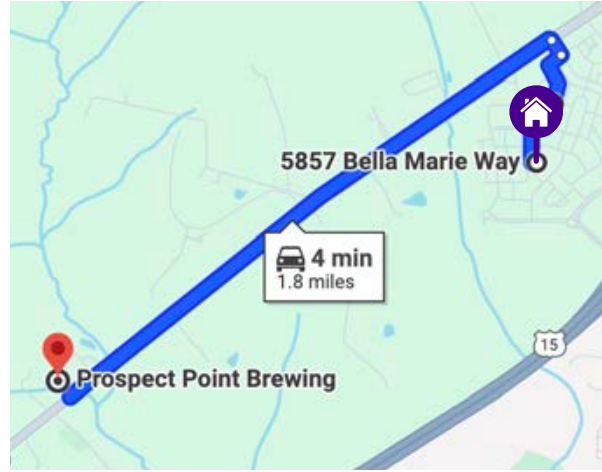 5857 Bella Marie Way
4 min
1.8 miles
15
Prospect Point Brewing